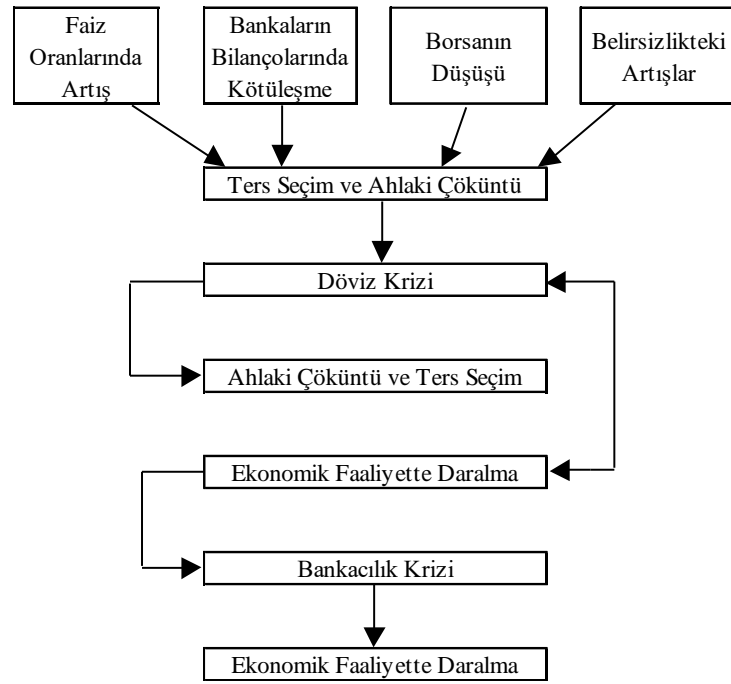 Faiz
Oranlarında
Artış
Bankaların
Bilançolarında
Kötüleşme
Borsanın
Düşüşü
Belirsizlikteki
Artışlar
Ters Seçim ve Ahlaki Çöküntü
Döviz Krizi
Ahlaki Çöküntü ve Ters Seçim
Ekonomik Faaliyette Daralma
Bankacılık Krizi
Ekonomik Faaliyette Daralma